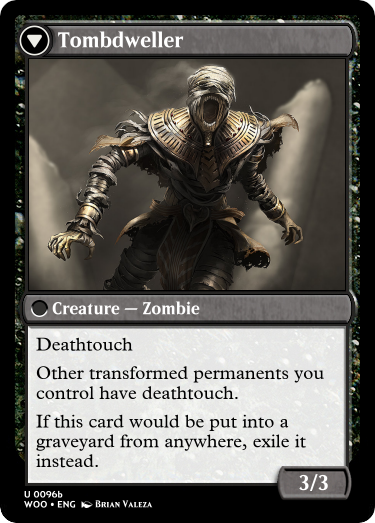 Tombdweller
Creature — Zombie
Deathtouch
Other transformed permanents you
control have deathtouch.
If this card would be put into a
graveyard from anywhere, exile it
instead.
3/3
U 0096b
WOO • ENG Brian Valeza